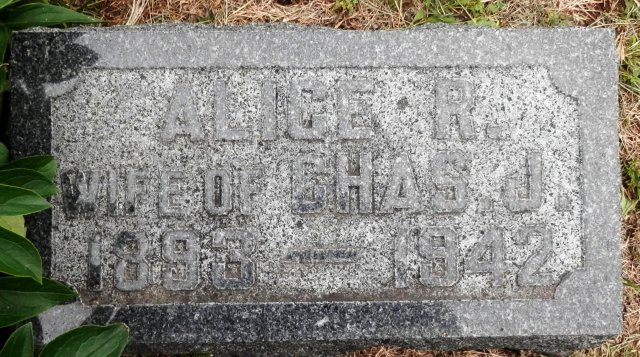 ALICE R.
WIFE OF CHAS. J.
1893 — 1942